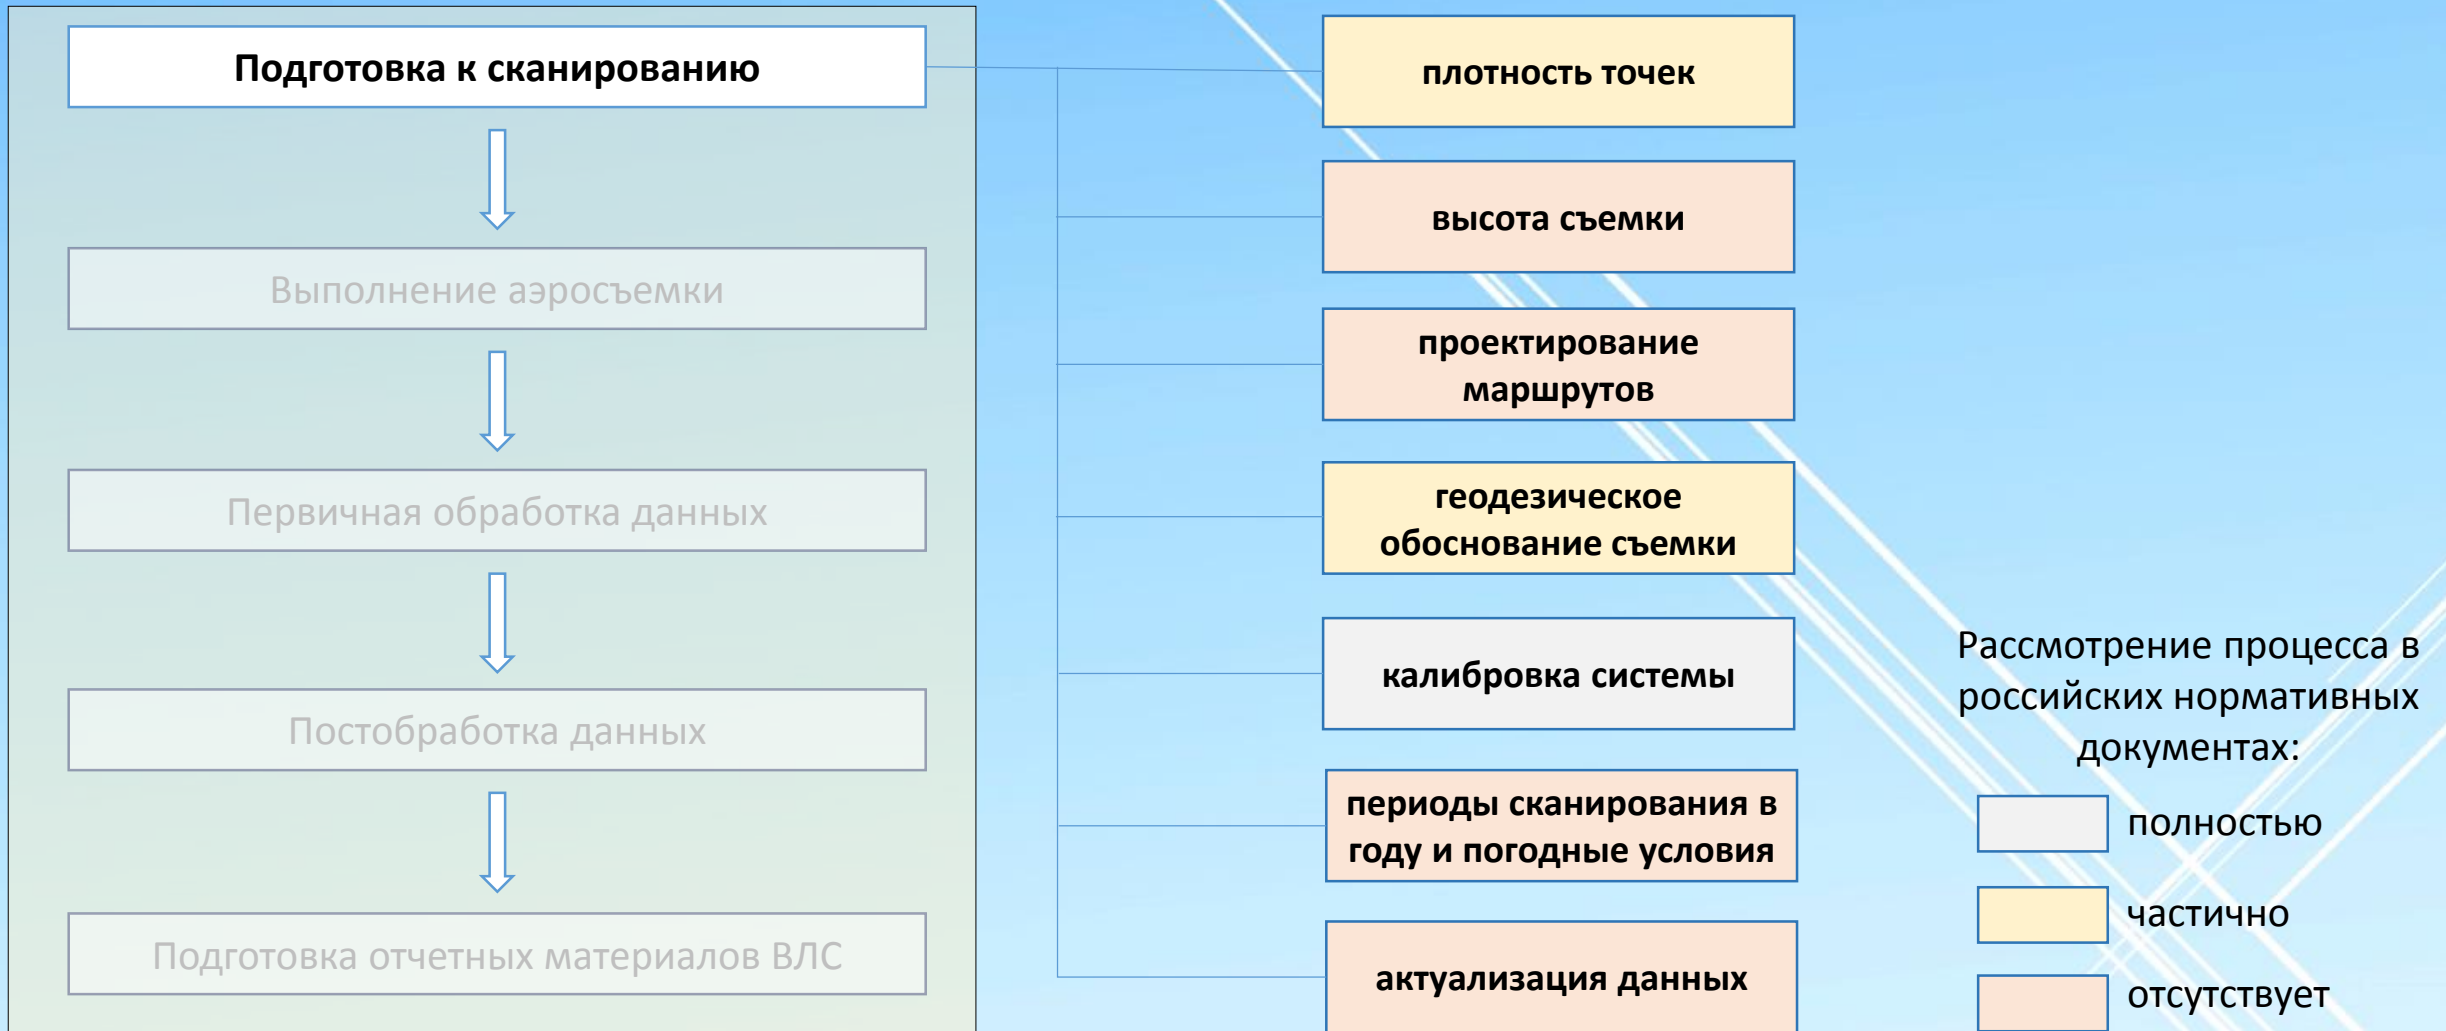 Подготовка к сканированию
Выполнение аэросъемки
Первичная обработка данных
Постобработка данных
Подготовка отчетных материалов ВЛС
плотность точек
высота съемки
проектирование
маршрутов
геодезическое
обоснование съемки
калибровка системы
периоды сканирования в
году и погодные условия
актуализация данных
Рассмотрение процесса в
российских нормативных
документах:
полностью
частично
отсутствует